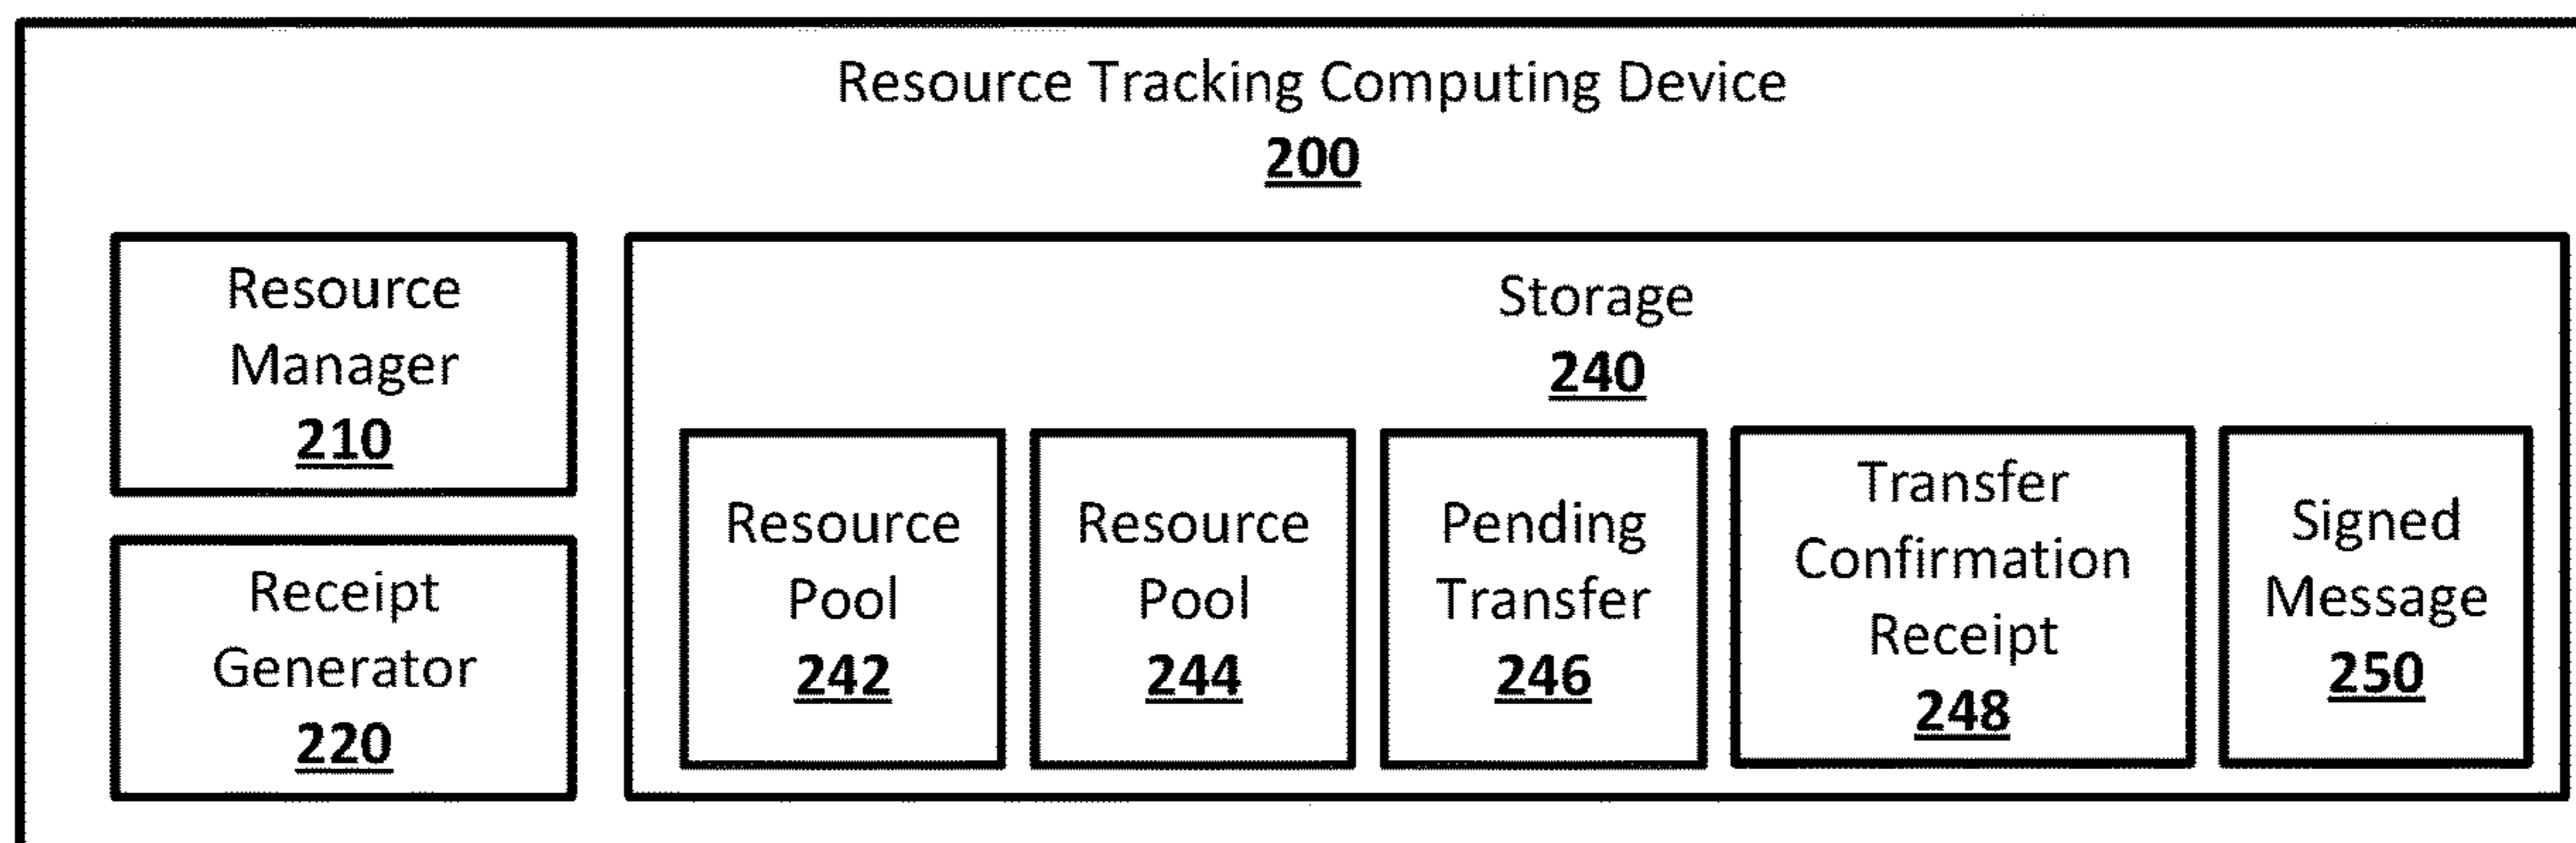 Resource Tracking Computing Device
200
Resource
Manager
210
Receipt
Generator
220
Storage
240
Resource
Pool
242
Resource
Pool
244
Pending
Transfer
246
Transfer
Confirmation
Receipt
248
Signed
Message
250